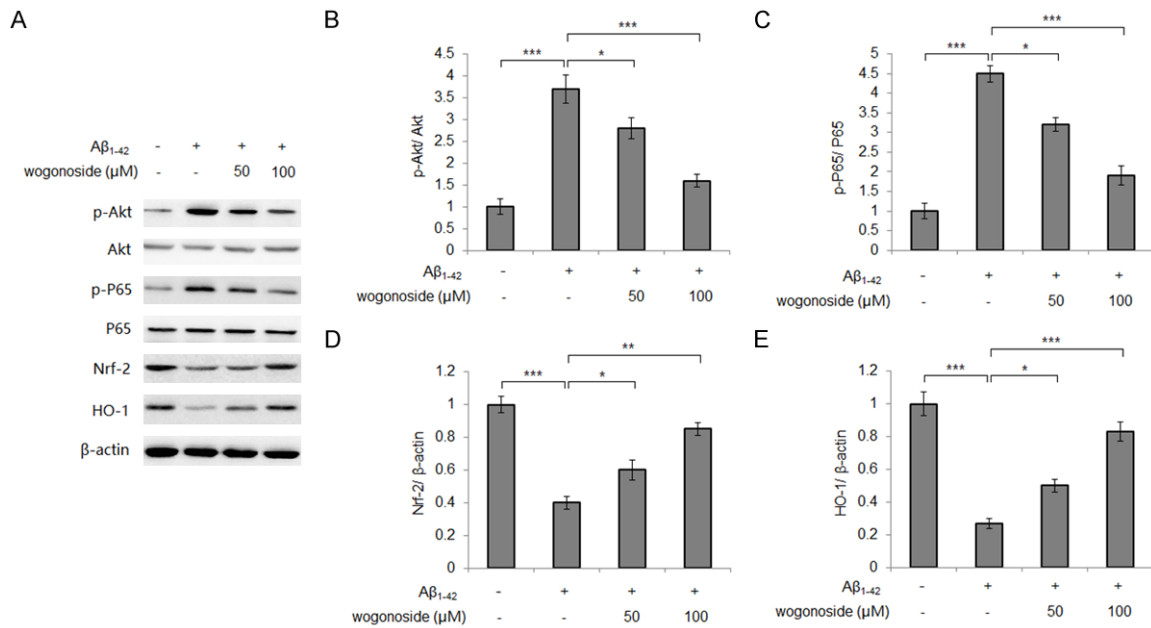 A
Aβ1-42 - + + +
wogonoside (μM) - - 50 100
p-Akt
Akt
p-P65
P65
Nrf-2
HO-1
β-actin
B
***
*** *
p-Akt/ Akt
4.5
4
3.5
3
2.5
2
1.5
1
0.5
0
Aβ1-42 - + + +
wogonoside (μM) - - 50 100
C
***
*** *
p-P65/ P65
5
4.5
4
3.5
3
2.5
2
1.5
1
0.5
0
Aβ1-42 - + + +
wogonoside (μM) - - 50 100
D
**
*** *
Nrf-2/ β-actin
1.2
1
0.8
0.6
0.4
0.2
0
Aβ1-42 - + + +
wogonoside (μM) - - 50 100
E
***
*** *
HO-1/ β-actin
1.2
1
0.8
0.6
0.4
0.2
0
Aβ1-42 - + + +
wogonoside (μM) - - 50 100